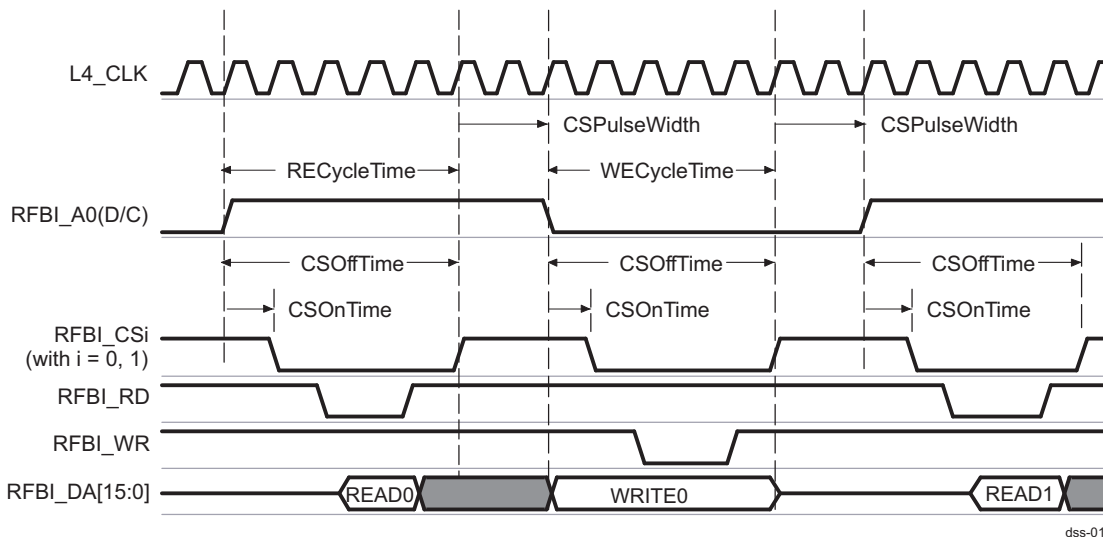 L4_CLK
CSPulseWidth CSPulseWidth
RECycleTime WECycleTime
RFBI_A0(D/C)
CSOffTime CSOffTime CSOffTime
CSOnTime CSOnTime CSOnTime
RFBI_CSi
(with i = 0, 1)
RFBI_RD
RFBI_WR
RFBI_DA[15:0] READ0 WRITE0 READ1
dss-01